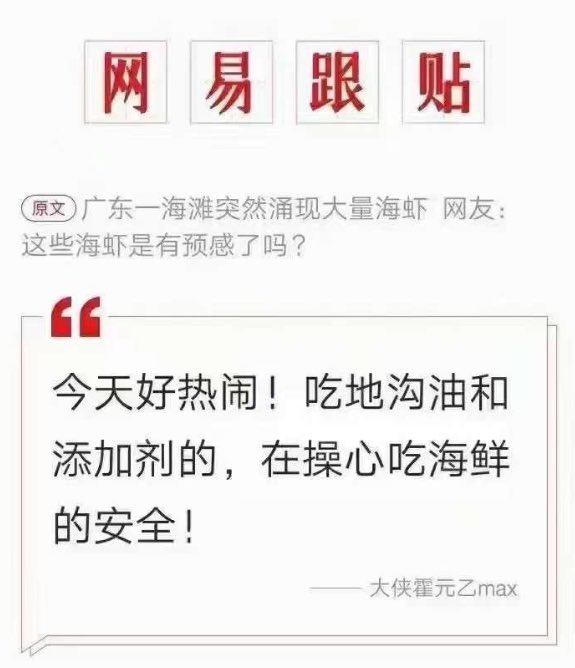 网易跟贴
原文 广东一海滩突然涌现大量海虾 网友：
这些海虾是有预感了吗？
今天好热闹！吃地沟油和
添加剂的，在操心吃海鲜
的安全！
—— 大侠霍元乙max